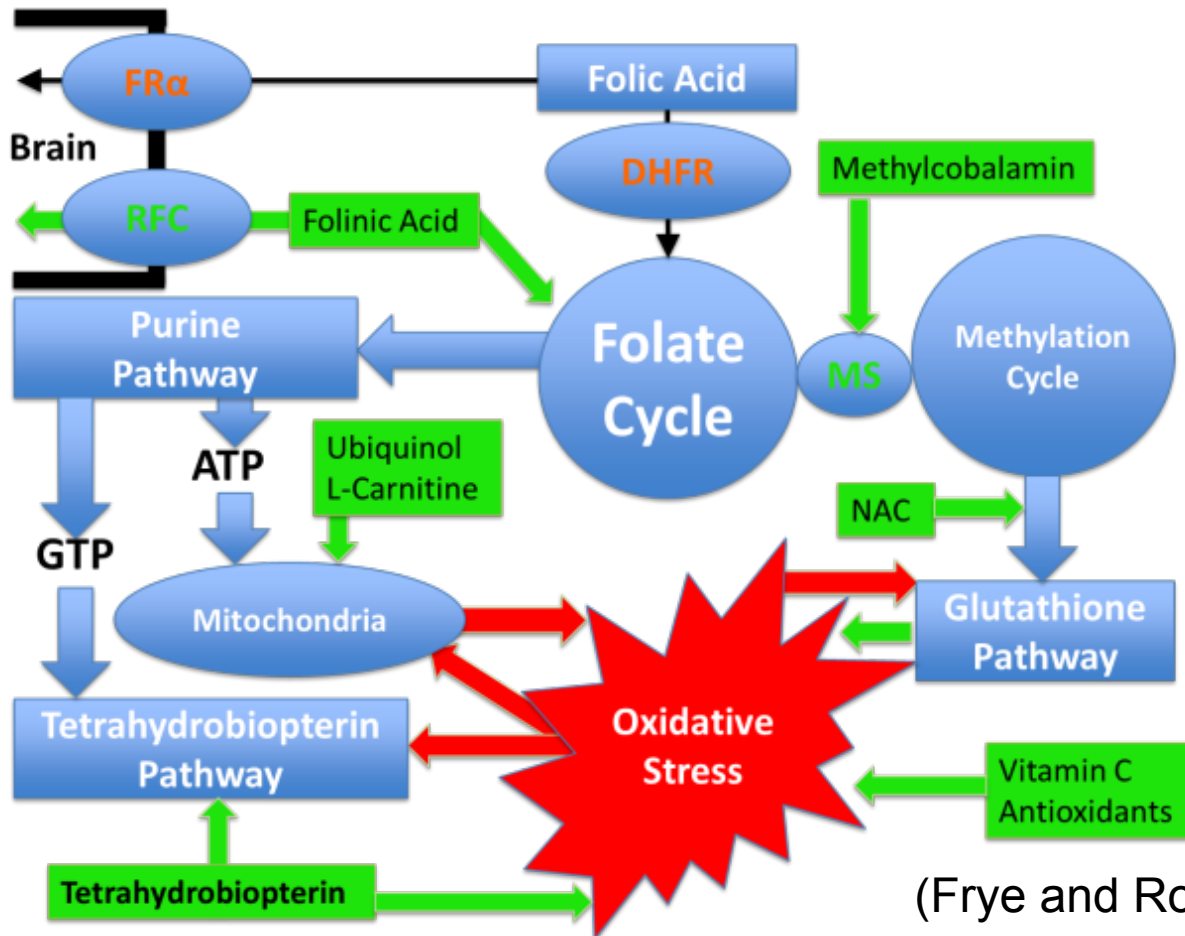 FRα
Folic Acid
Brain
DHFR
Methylcobalamin
RFC
Folinic Acid
Purine
Pathway
Folate
Cycle
MS
Methylation
Cycle
ATP
Ubiquinol
L-Carnitine
NAC
GTP
Mitochondria
Glutathione
Pathway
Tetrahydrobiopterin
Pathway
Oxidative
Stress
Vitamin C
Antioxidants
Tetrahydrobiopterin
(Frye and